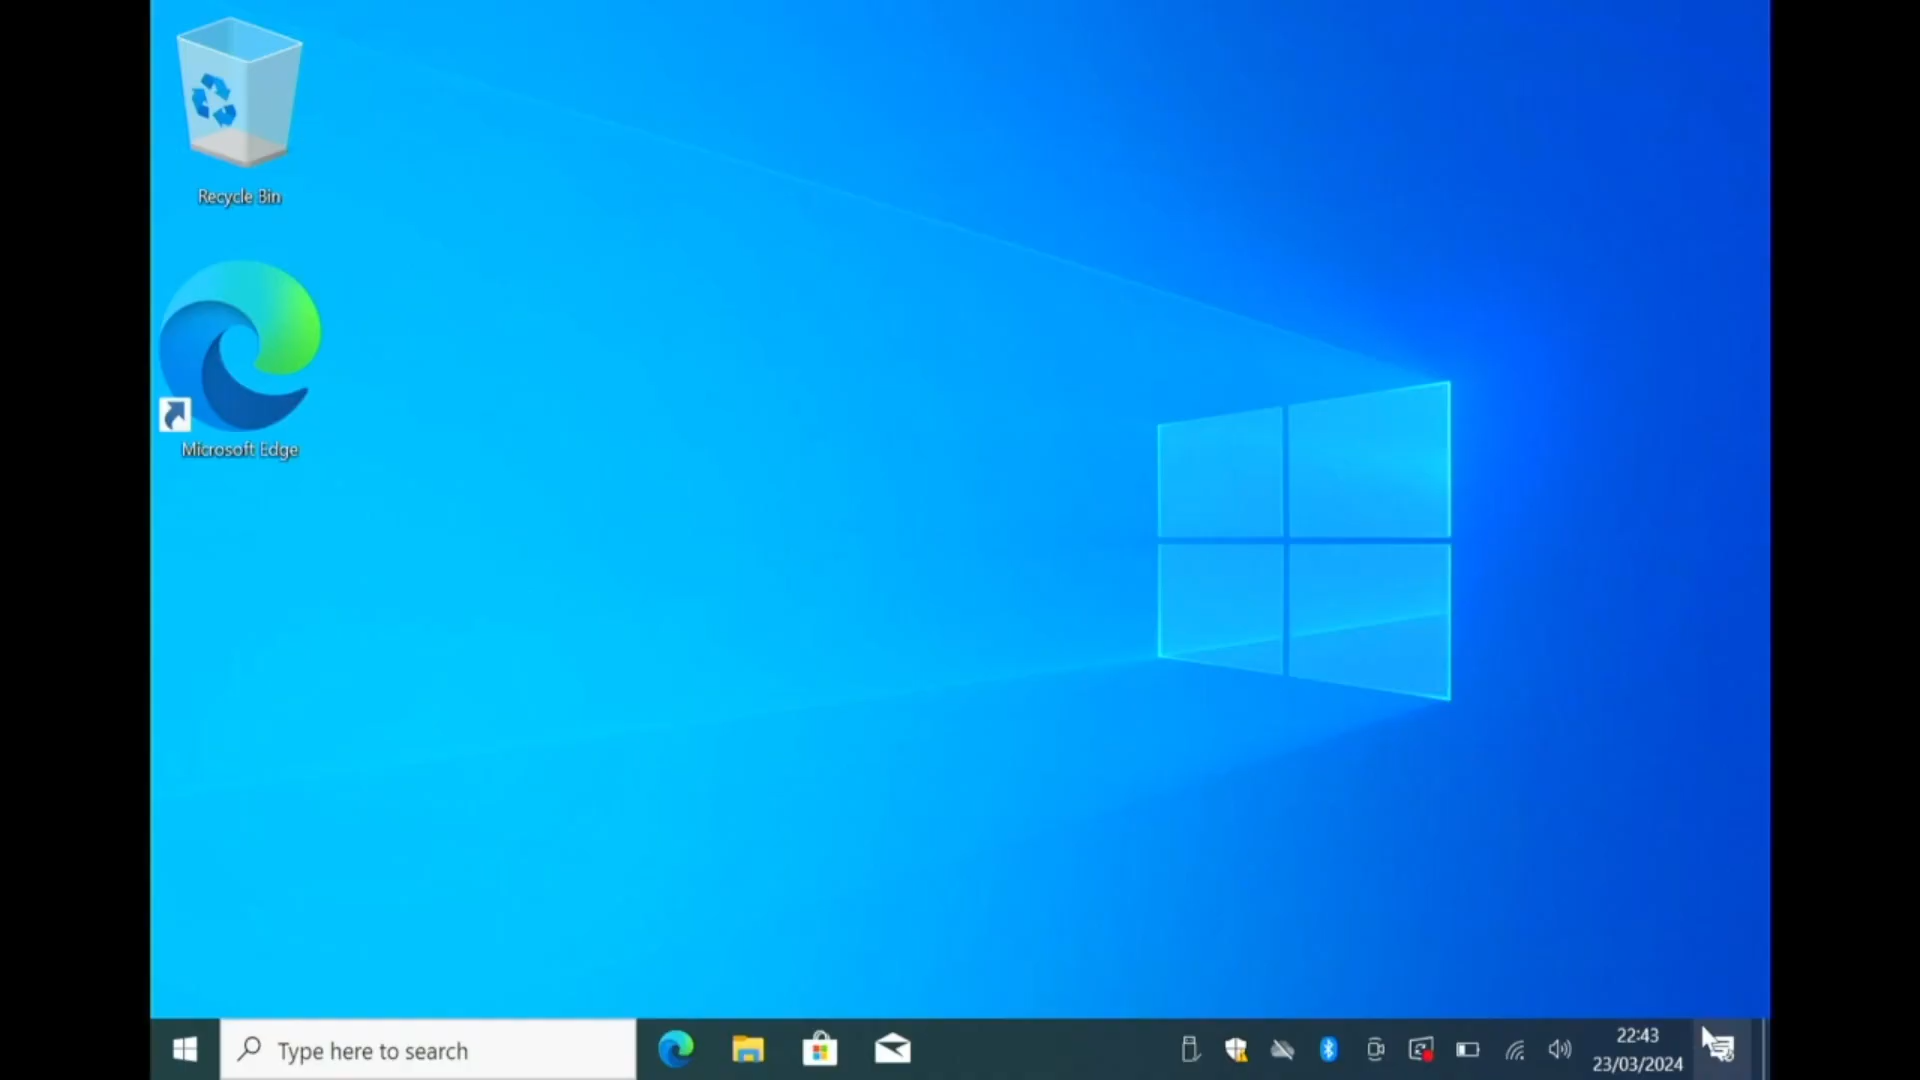 Recycle Bin
Microsoft Edge
Type here to search
22:43
23/03/2024